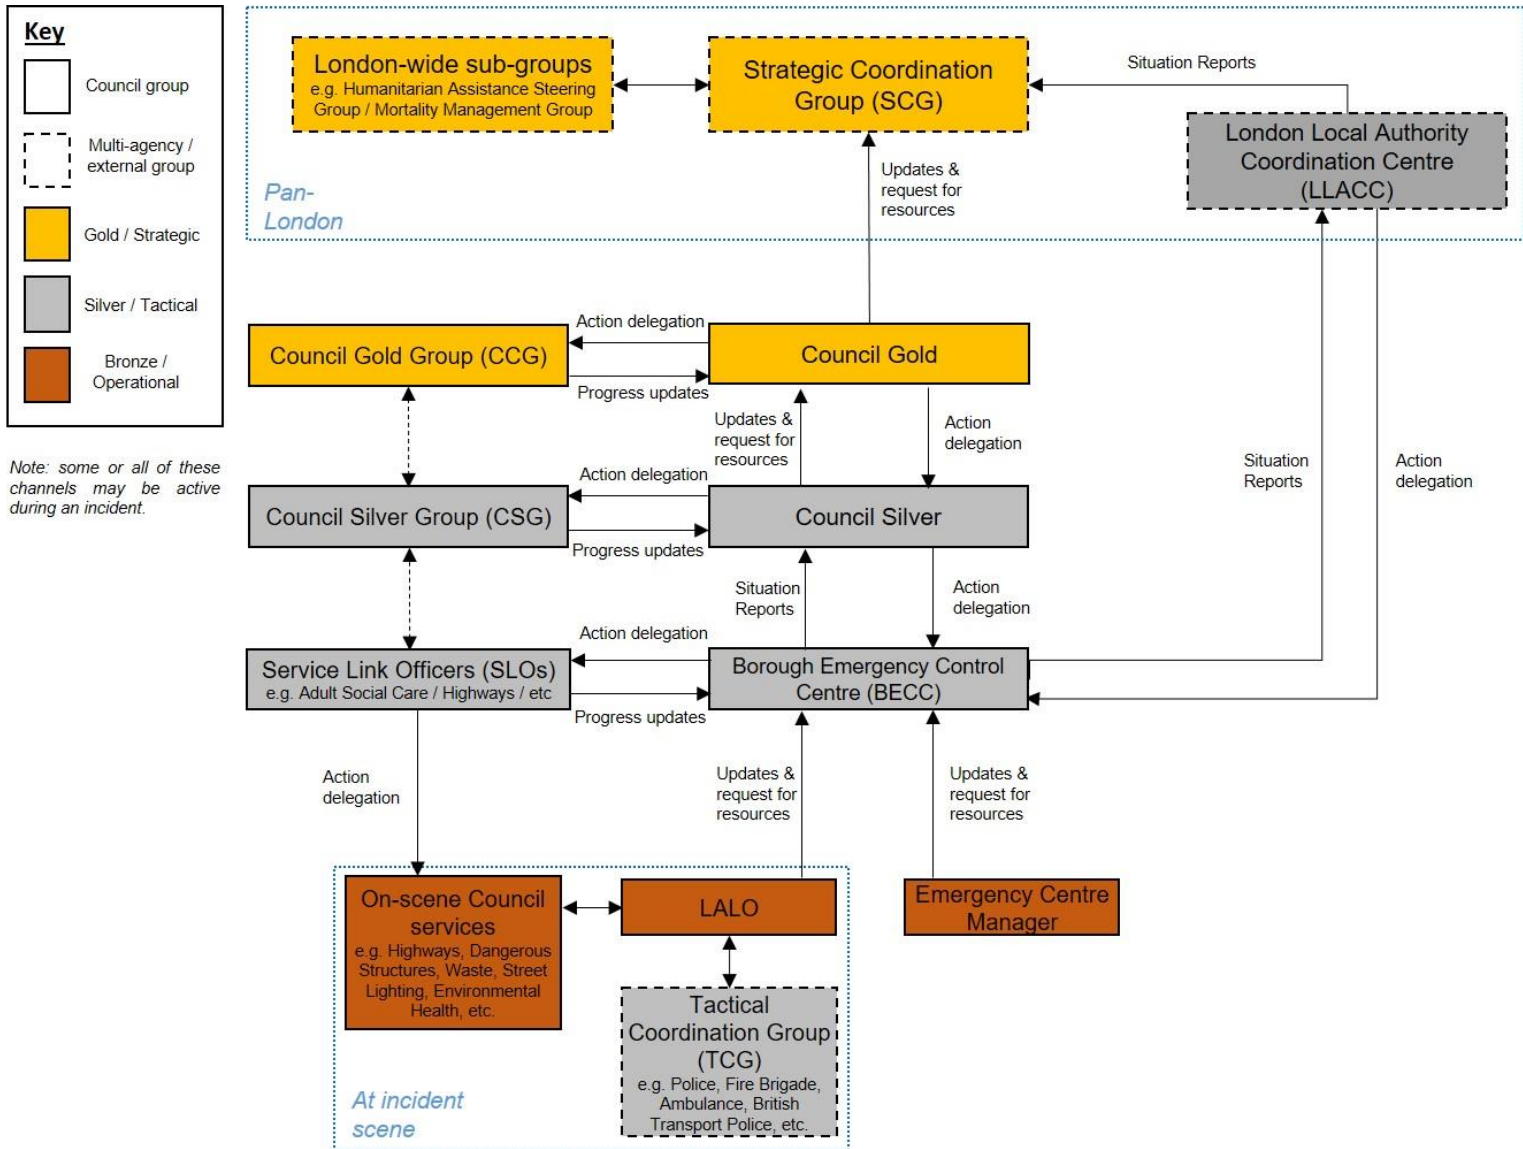 Key
Council group
Multi-agency /
external group
Gold / Strategic
Silver / Tactical
Bronze /
Operational
Note: some or all of these
channels may be active
during an incident.
London-wide sub-groups
e.g. Humanitarian Assistance Steering
Group / Mortality Management Group
Strategic Coordination
Group (SCG)
Situation Reports
London Local Authority
Coordination Centre
(LLACC)
Pan-
London
Updates &
request for
resources
Council Gold Group (CCG)
Action delegation
Progress updates
Council Gold
Updates &
request for
resources
Action
delegation
Situation
Reports
Action
delegation
Council Silver Group (CSG)
Action delegation
Progress updates
Council Silver
Situation
Reports
Action
delegation
Service Link Officers (SLOs)
e.g. Adult Social Care / Highways / etc
Action delegation
Progress updates
Borough Emergency Control
Centre (BECC)
Action
delegation
Updates &
request for
resources
Updates &
request for
resources
On-scene Council
services
e.g. Highways, Dangerous
Structures, Waste, Street
Lighting, Environmental
Health, etc.
LALO
Emergency Centre
Manager
Tactical
Coordination Group
(TCG)
e.g. Police, Fire Brigade,
Ambulance, British
Transport Police, etc.
At incident
scene